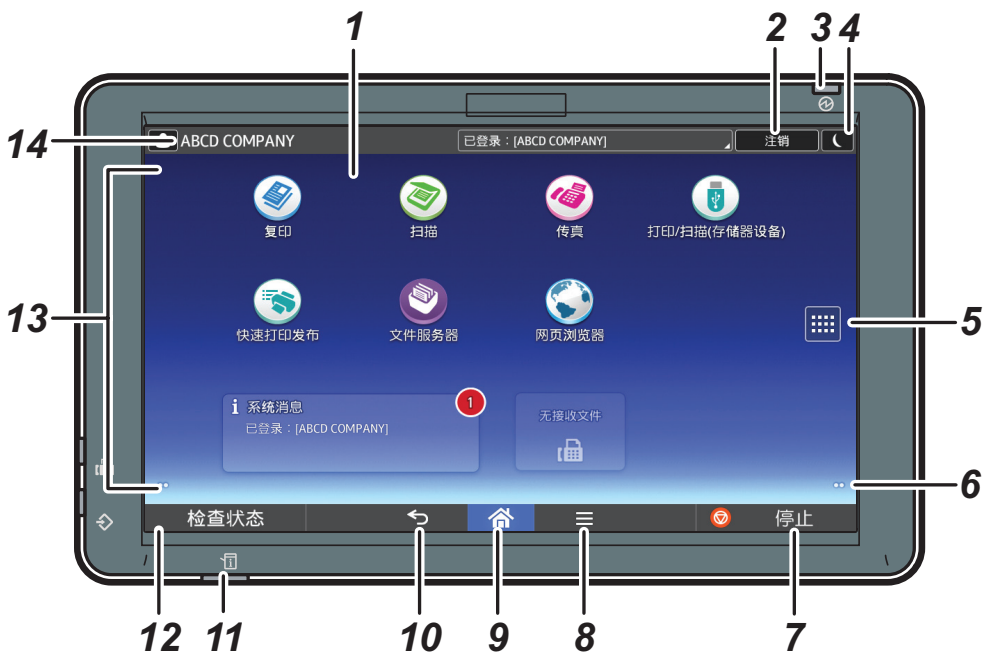 1
2
3
4
14
ABCD COMPANY
已登录：[ABCD COMPANY]
注销
复印
扫描
传真
打印/扫描(存储器设备)
13
5
快速打印发布
文件服务器
网页浏览器
i 系统消息
1
已登录：[ABCD COMPANY]
无接收文件
6
检查状态
停止
12
11
10
9
8
7